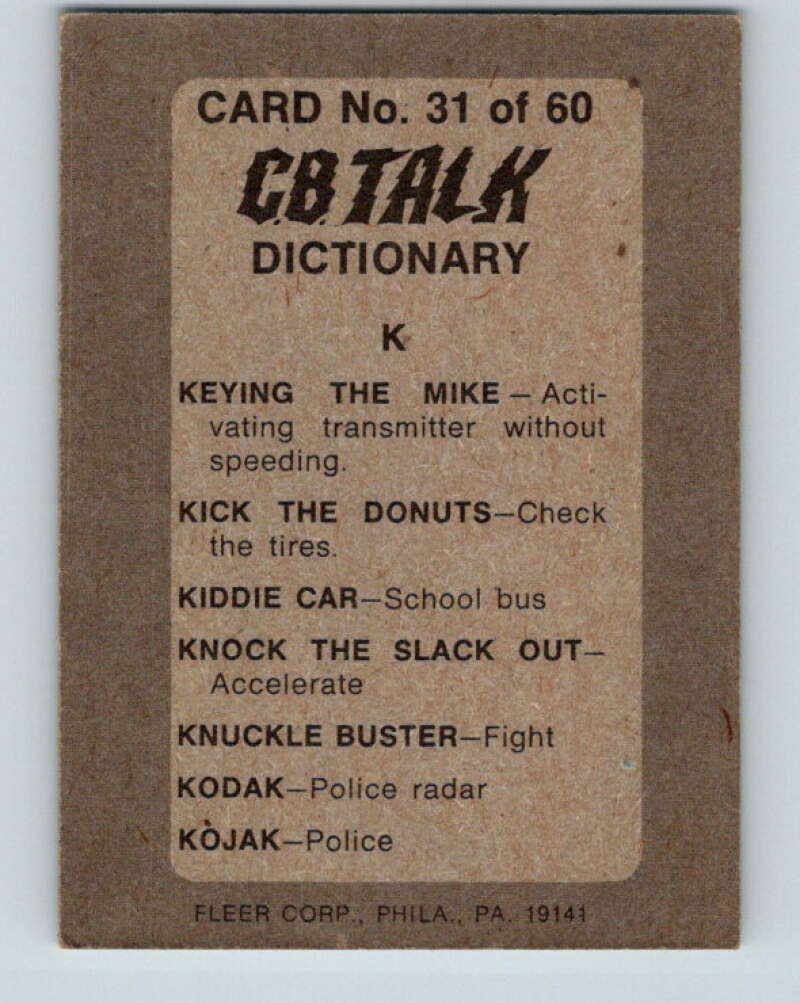 CARD No. 31 of 60
C.B. TALK
DICTIONARY
K
KEYING THE MIKE — Acti-
vating transmitter without
speeding.
KICK THE DONUTS—Check
the tires.
KIDDIE CAR—School bus
KNOCK THE SLACK OUT—
Accelerate
KNUCKLE BUSTER—Fight
KODAK—Police radar
KOJAK—Police
FLEER CORP., PHILA., PA. 19141